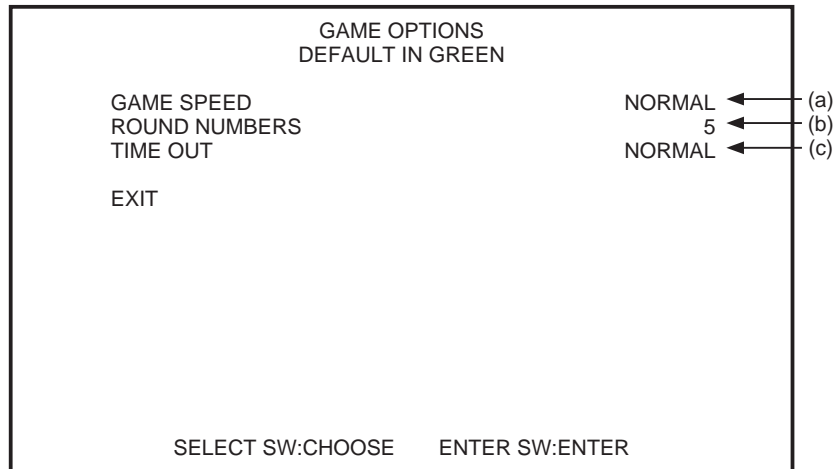 GAME OPTIONS
DEFAULT IN GREEN
GAME SPEED NORMAL (a)
ROUND NUMBERS 5 (b)
TIME OUT NORMAL (c)
EXIT
SELECT SW:CHOOSE ENTER SW:ENTER